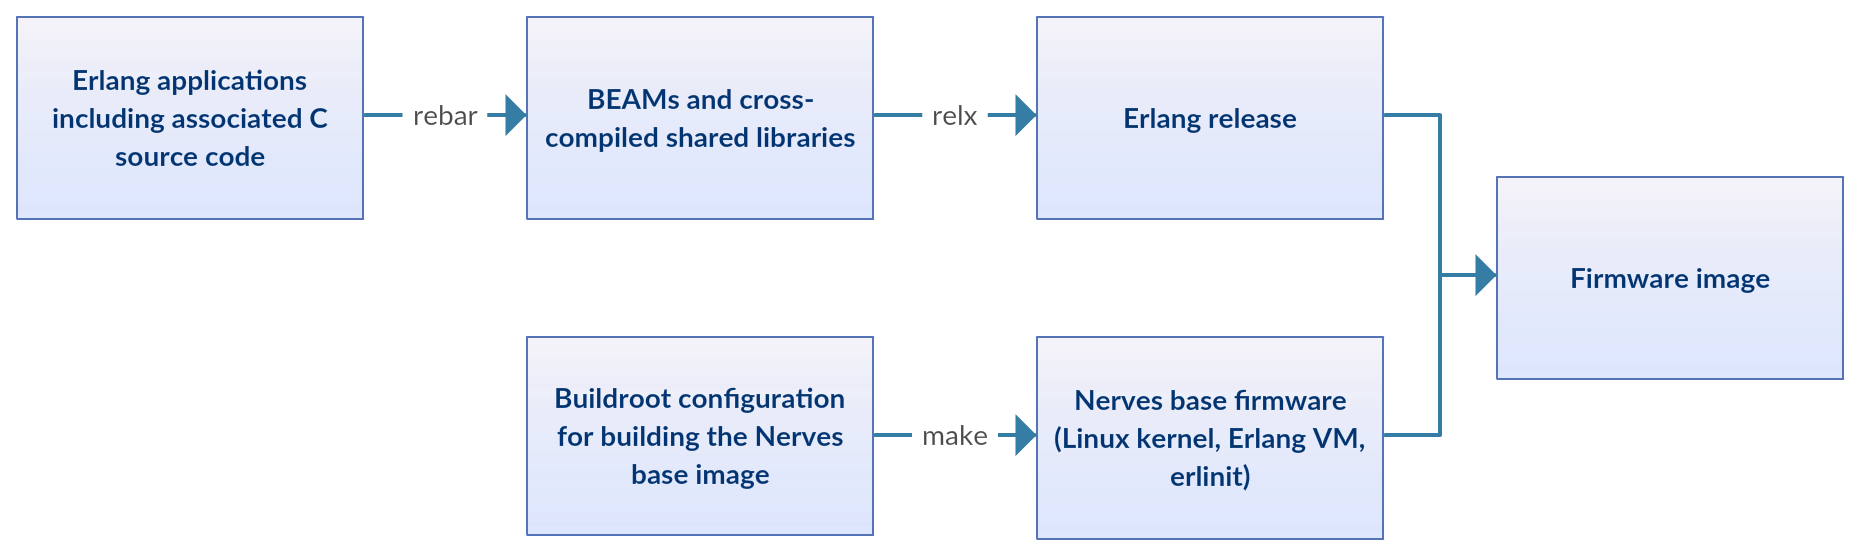 Erlang applications
including associated C
source code
rebar
BEAMs and cross-
compiled shared libraries
relx
Erlang release
Firmware image
Buildroot configuration
for building the Nerves
base image
make
Nerves base firmware
(Linux kernel, Erlang VM,
erlinit)